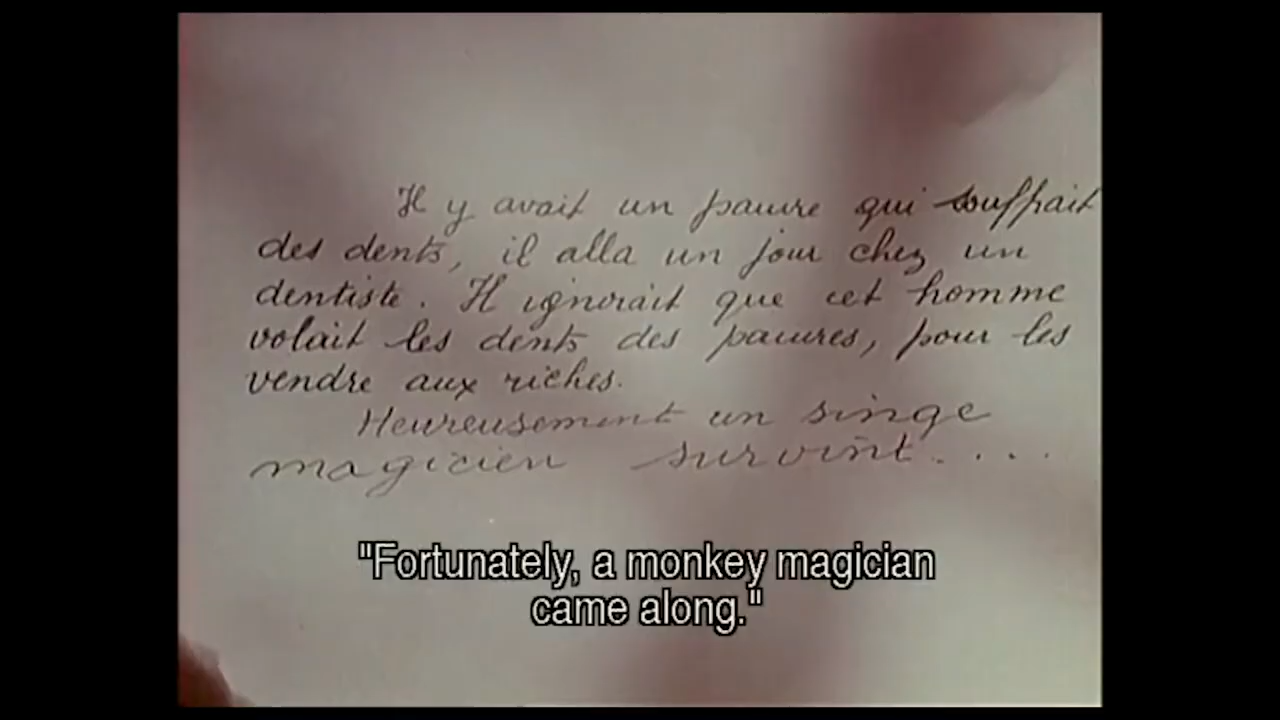 Il y avait un pauvre qui souffrait
des dents, il alla un jour chez un
dentiste. Il ignorait que cet homme
volait les dents des pauvres, pour les
vendre aux riches.
Heureusement un singe
magicien survint....
"Fortunately, a monkey magician
came along."